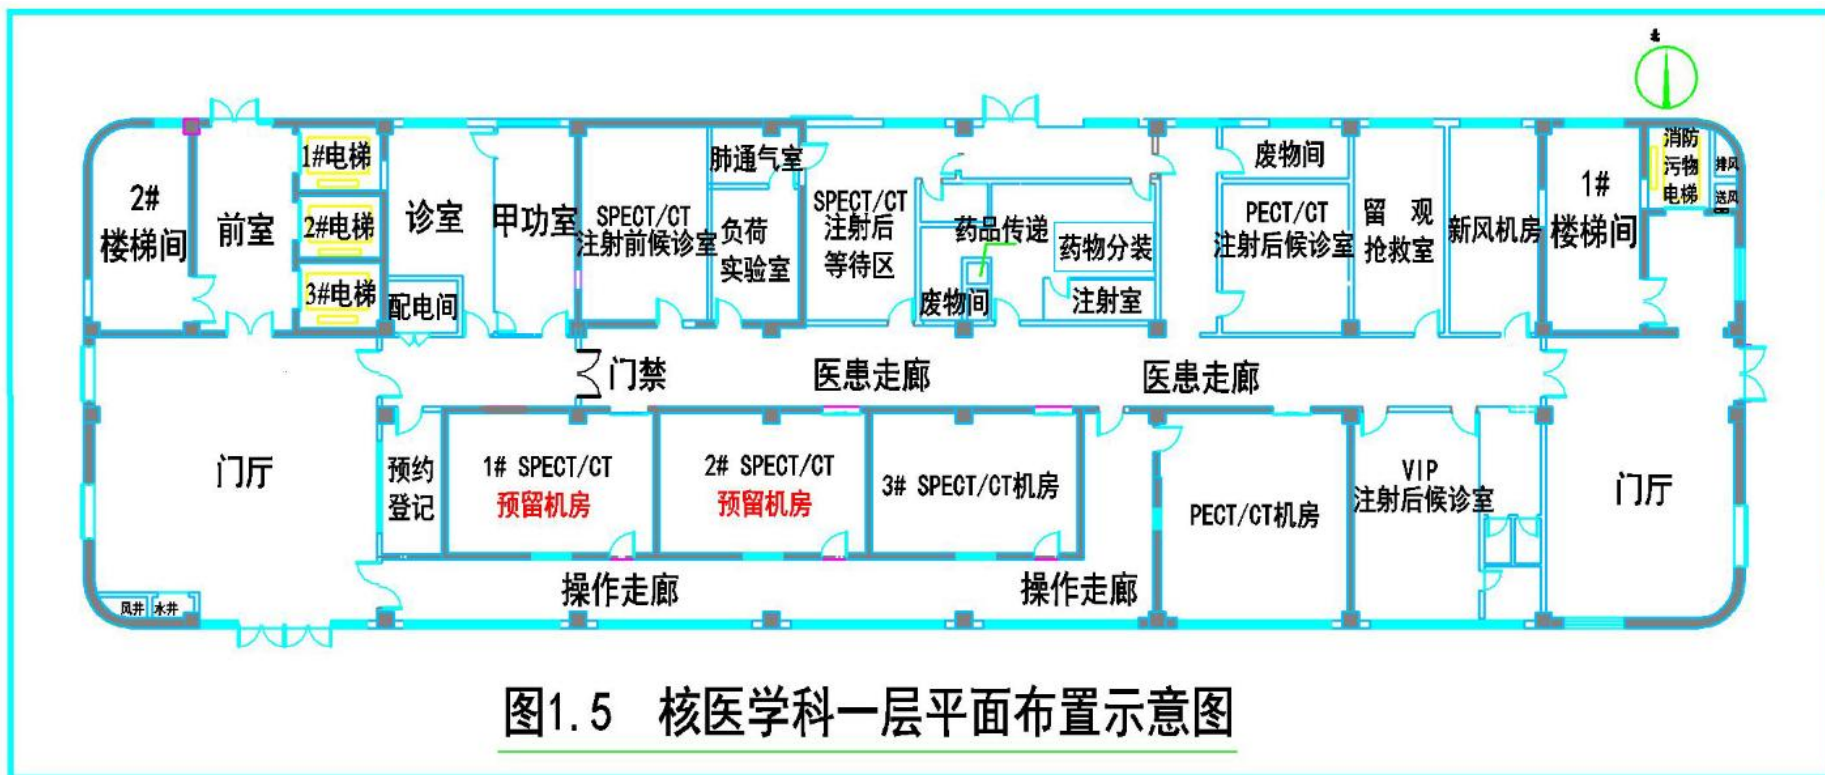 北
1#电梯
2#电梯
3#电梯
2#
楼梯间
前室
诊室
甲功室
配电间
SPECT/CT
注射前候诊室
肺通气室
负荷
实验室
SPECT/CT
注射后
等待区
药品传递
药物分装
废物间
注射室
废物间
PECT/CT
注射后候诊室
留 观
抢救室
新风机房
1#
楼梯间
消防
污物
电梯
排风
送风
门禁
医患走廊
医患走廊
门厅
预约
登记
1# SPECT/CT
预留机房
2# SPECT/CT
预留机房
3# SPECT/CT机房
PECT/CT机房
VIP
注射后候诊室
门厅
操作走廊
操作走廊
风井
水井
图1.5 核医学科一层平面布置示意图